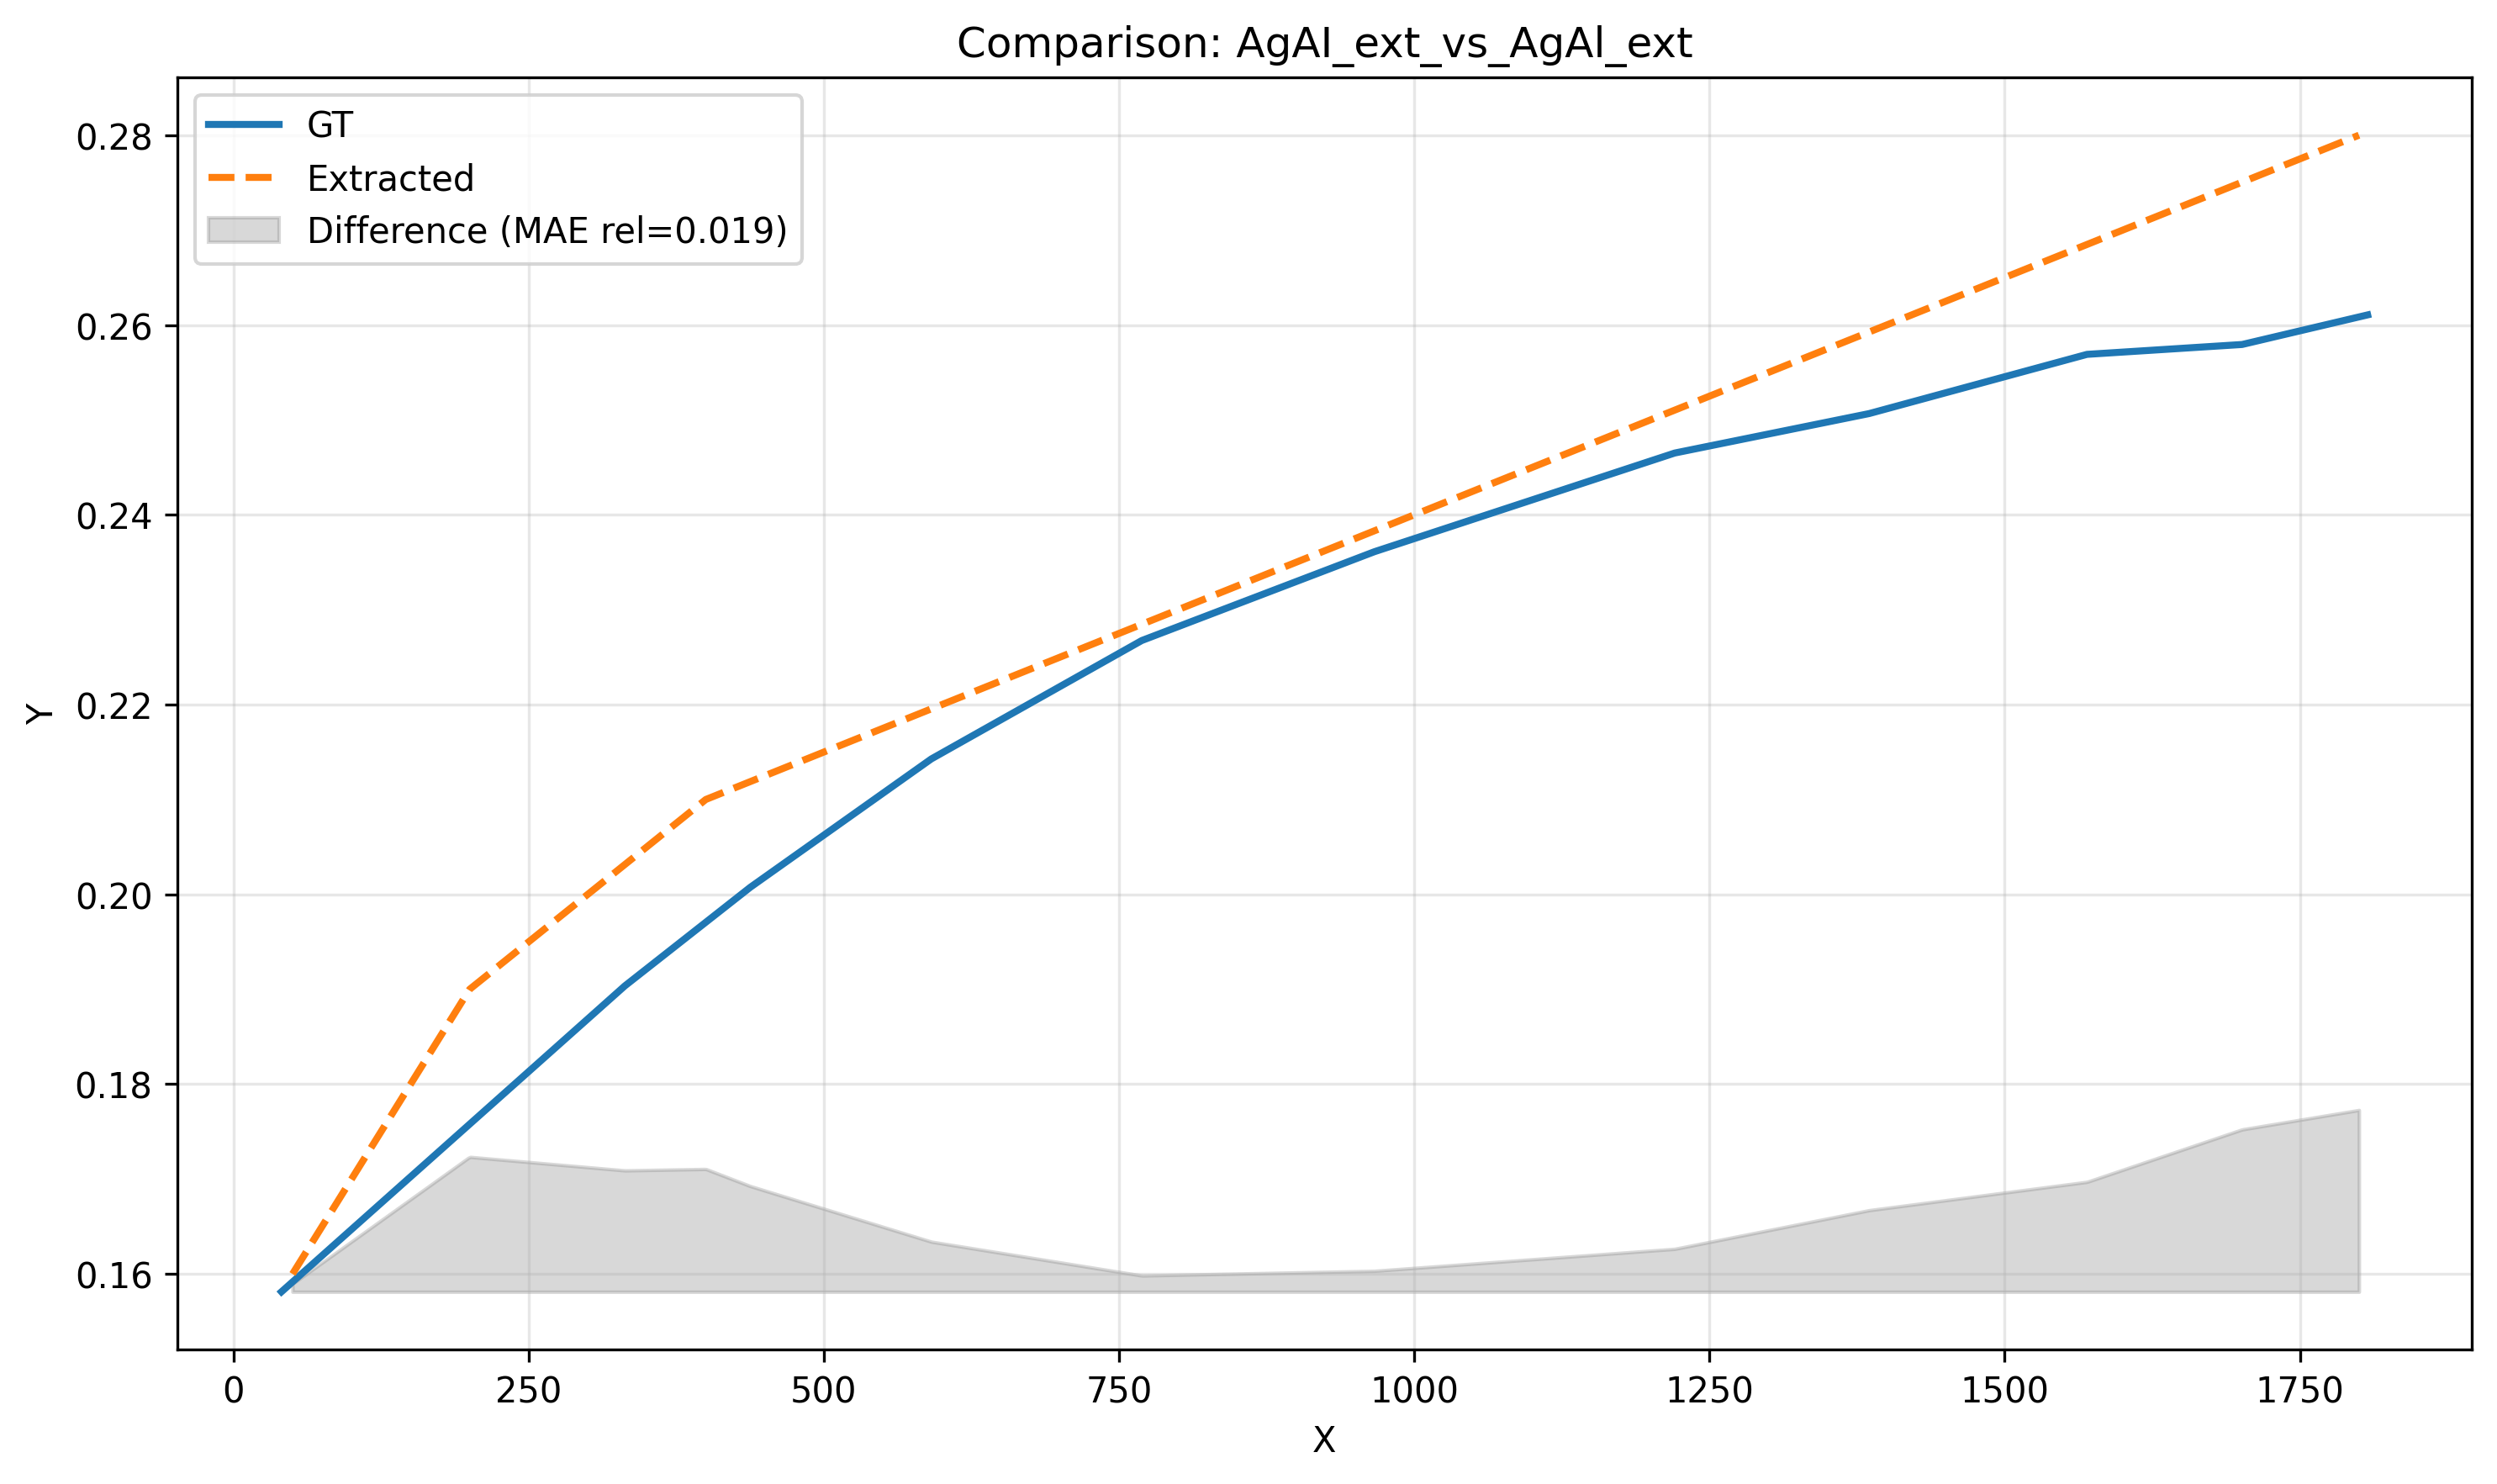 Comparison: AgAI_ext_vs_AgAI_ext
GT
Extracted
Difference (MAE rel=0.019)
0.28
0.26
0.24
0.22
0.20
0.18
0.16
Y
0 250 500 750 1000 1250 1500 1750
X